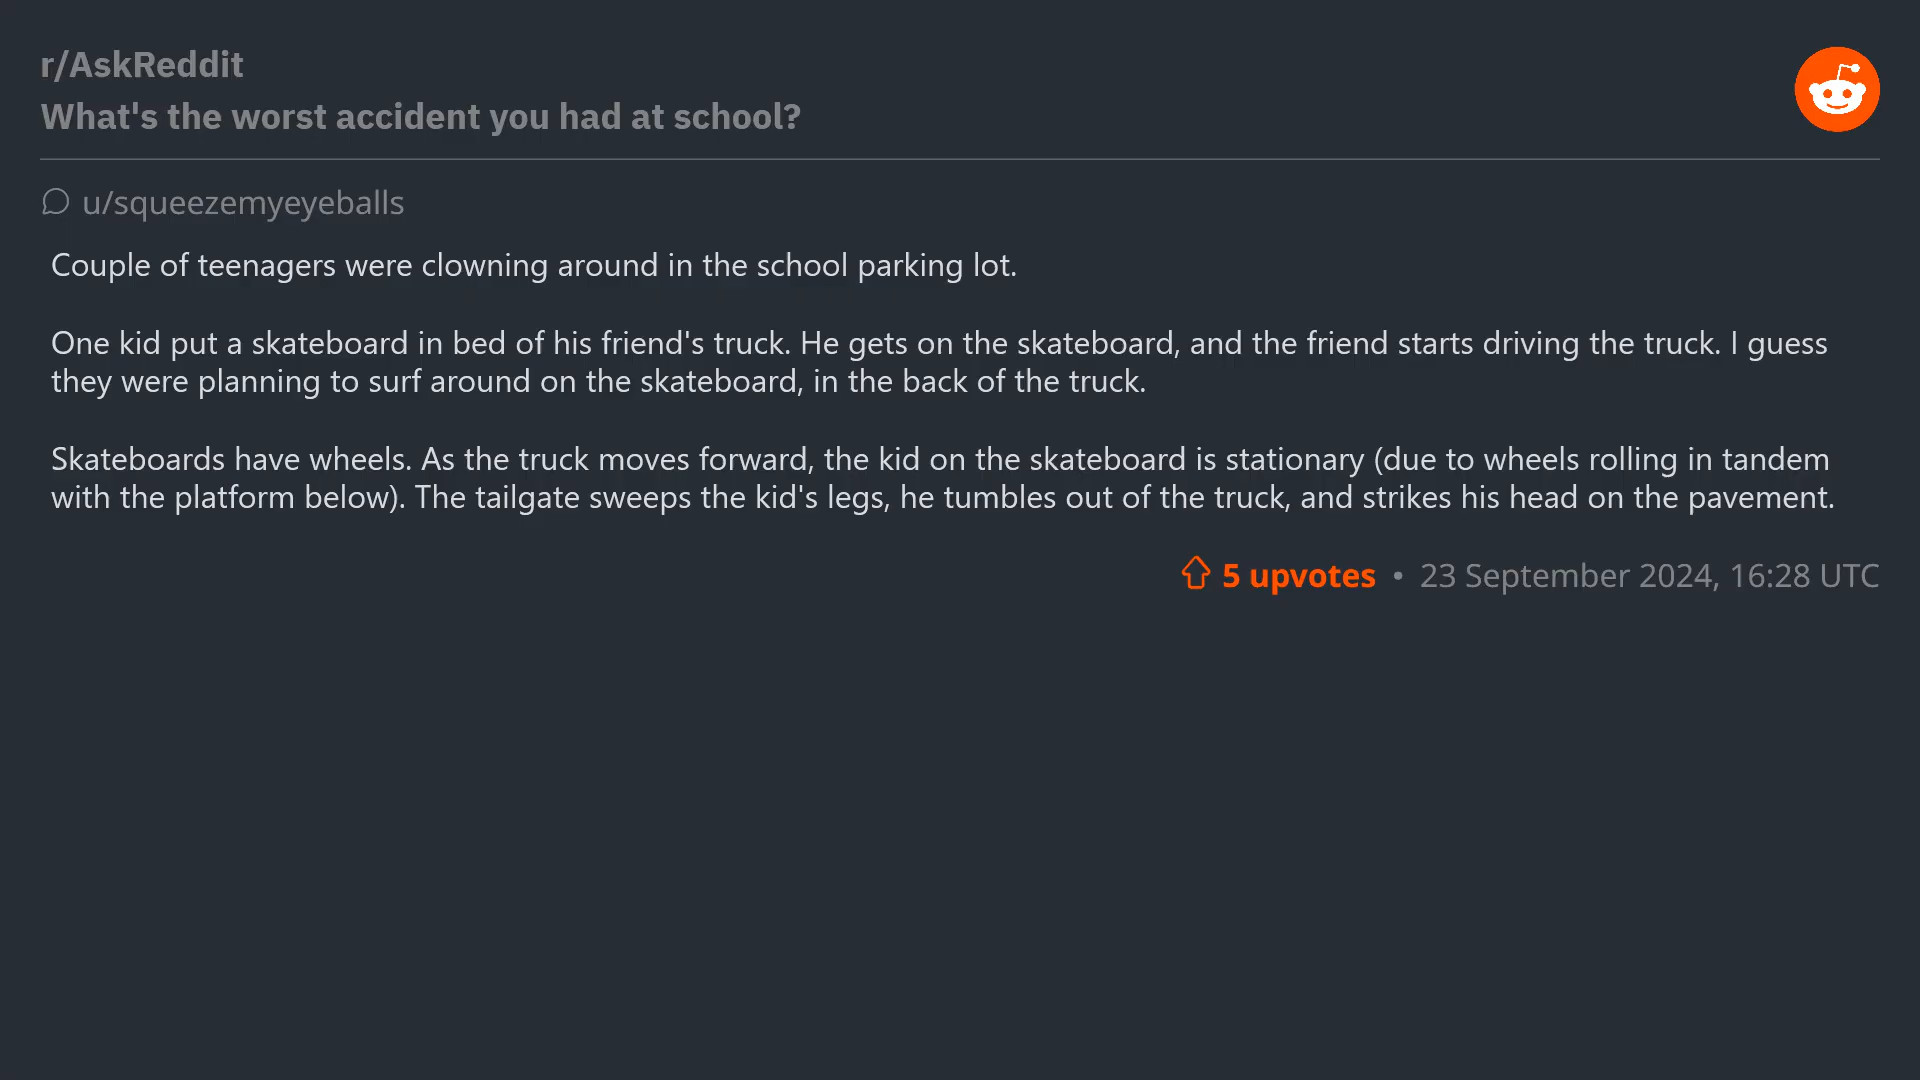 r/AskReddit
What's the worst accident you had at school?
u/squeezemyeyeballs
Couple of teenagers were clowning around in the school parking lot.
One kid put a skateboard in bed of his friend's truck. He gets on the skateboard, and the friend starts driving the truck. I guess
they were planning to surf around on the skateboard, in the back of the truck.
Skateboards have wheels. As the truck moves forward, the kid on the skateboard is stationary (due to wheels rolling in tandem
with the platform below). The tailgate sweeps the kid's legs, he tumbles out of the truck, and strikes his head on the pavement.
5 upvotes • 23 September 2024, 16:28 UTC